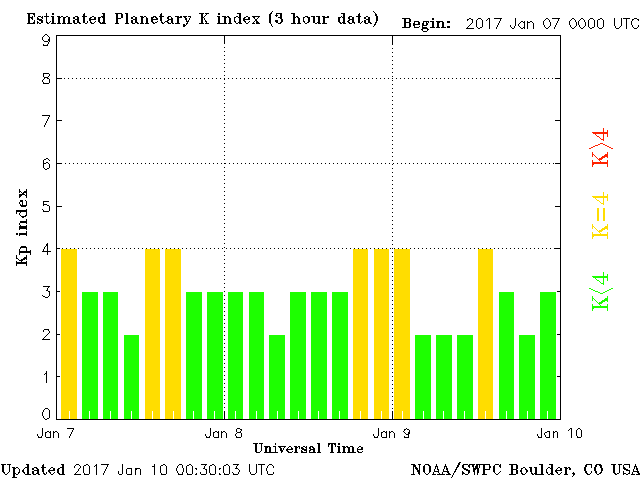 Estimated Planetary K index (3 hour data) Begin: 2017 Jan 07 0000 UTC
9
8
7
6
5
4
3
2
1
0
Kp index
K>4
K=4
K<4
Jan 7 Jan 8 Jan 9 Jan 10
Universal Time
Updated 2017 Jan 10 00:30:03 UTC NOAA/SWPC Boulder, CO USA